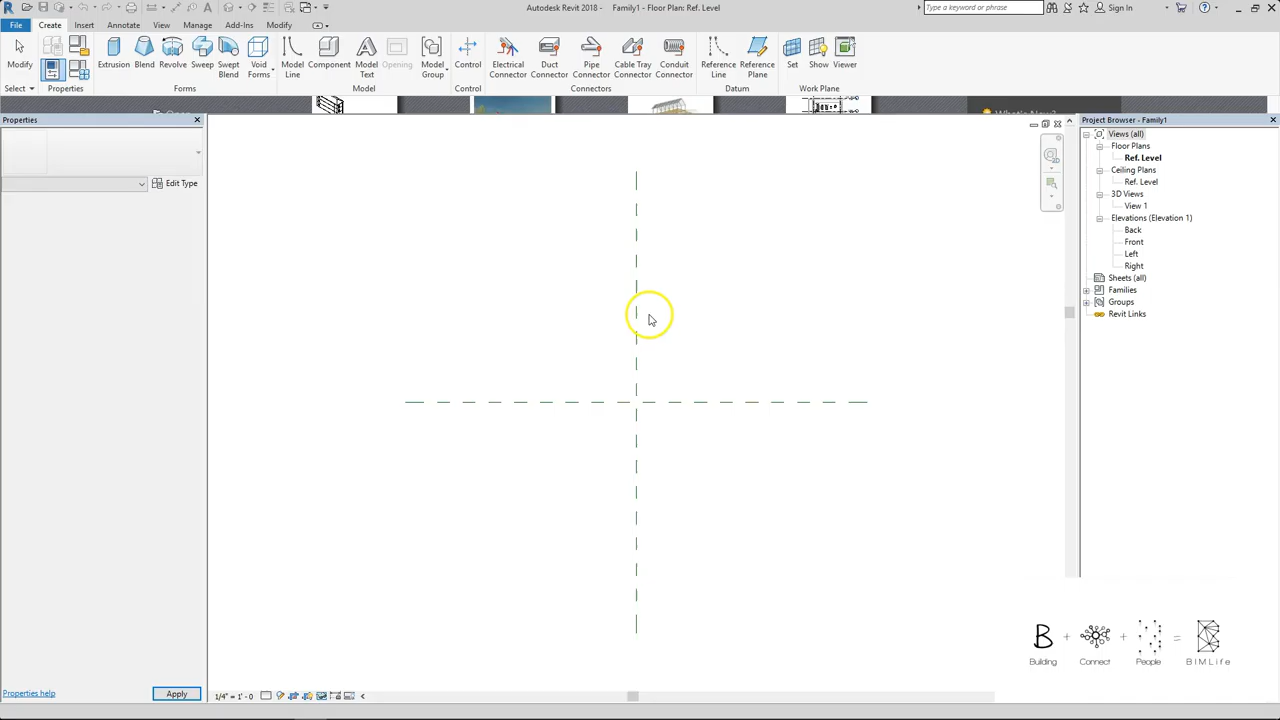 Autodesk Revit 2018 - Family1 - Floor Plan: Ref. Level
Type a keyword or phrase
Sign In
File Create Insert Annotate View Manage Add-Ins Modify
Modify Extrusion Blend Revolve Sweep Swept Blend Void Forms Model Line Component Model Text Opening Model Group Control Electrical Connector Duct Connector Pipe Connector Cable Tray Connector Conduit Connector Reference Line Reference Plane Set Show Viewer
Select Properties Forms Model Control Connectors Datum Work Plane
Properties
Edit Type
Properties help
Apply
1/4" = 1'-0
Project Browser - Family1
Views (all)
Floor Plans
Ref. Level
Ceiling Plans
Ref. Level
3D Views
View 1
Elevations (Elevation 1)
Back
Front
Left
Right
Sheets (all)
Families
Groups
Revit Links
B + + =
Building Connect People BIMLife